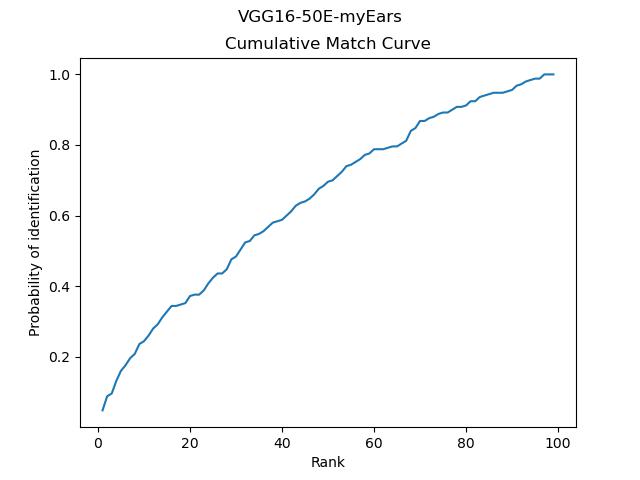 VGG16-50E-myEars
Cumulative Match Curve
1.0
0.8
0.6
0.4
0.2
Probability of identification
0 20 40 60 80 100
Rank